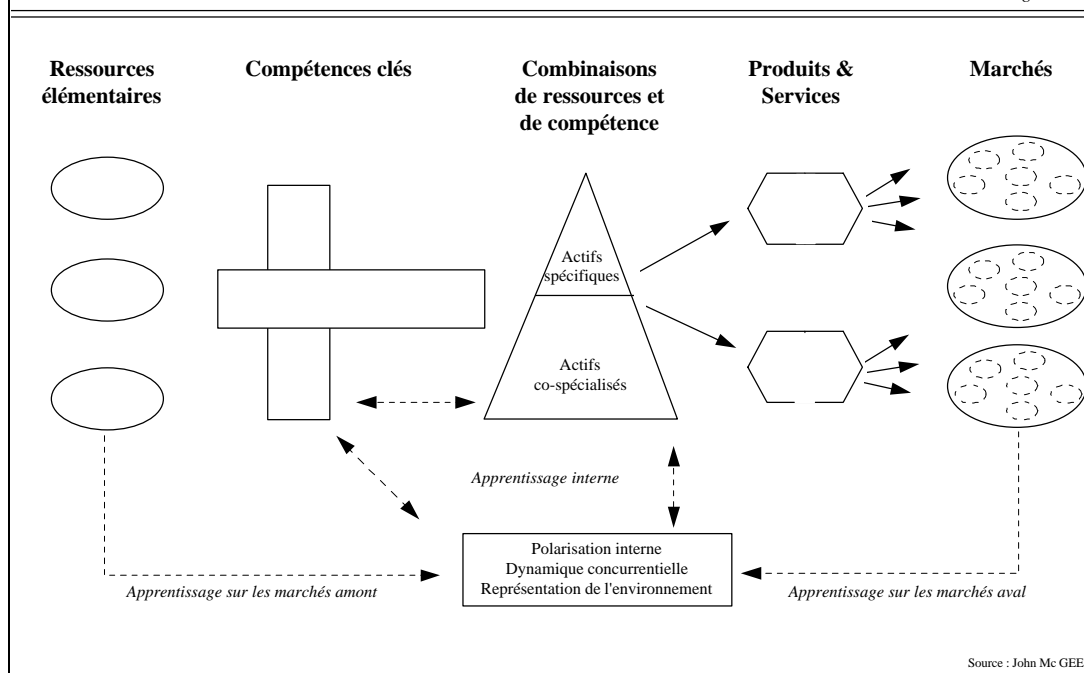 Ressources
élémentaires
Compétences clés
Combinaisons
de ressources et
de compétence
Produits &
Services
Marchés
Actifs
spécifiques
Actifs
co-spécialisés
Apprentissage interne
Polarisation interne
Dynamique concurrentielle
Représentation de l'environnement
Apprentissage sur les marchés amont
Apprentissage sur les marchés aval
Source : John Mc GEE